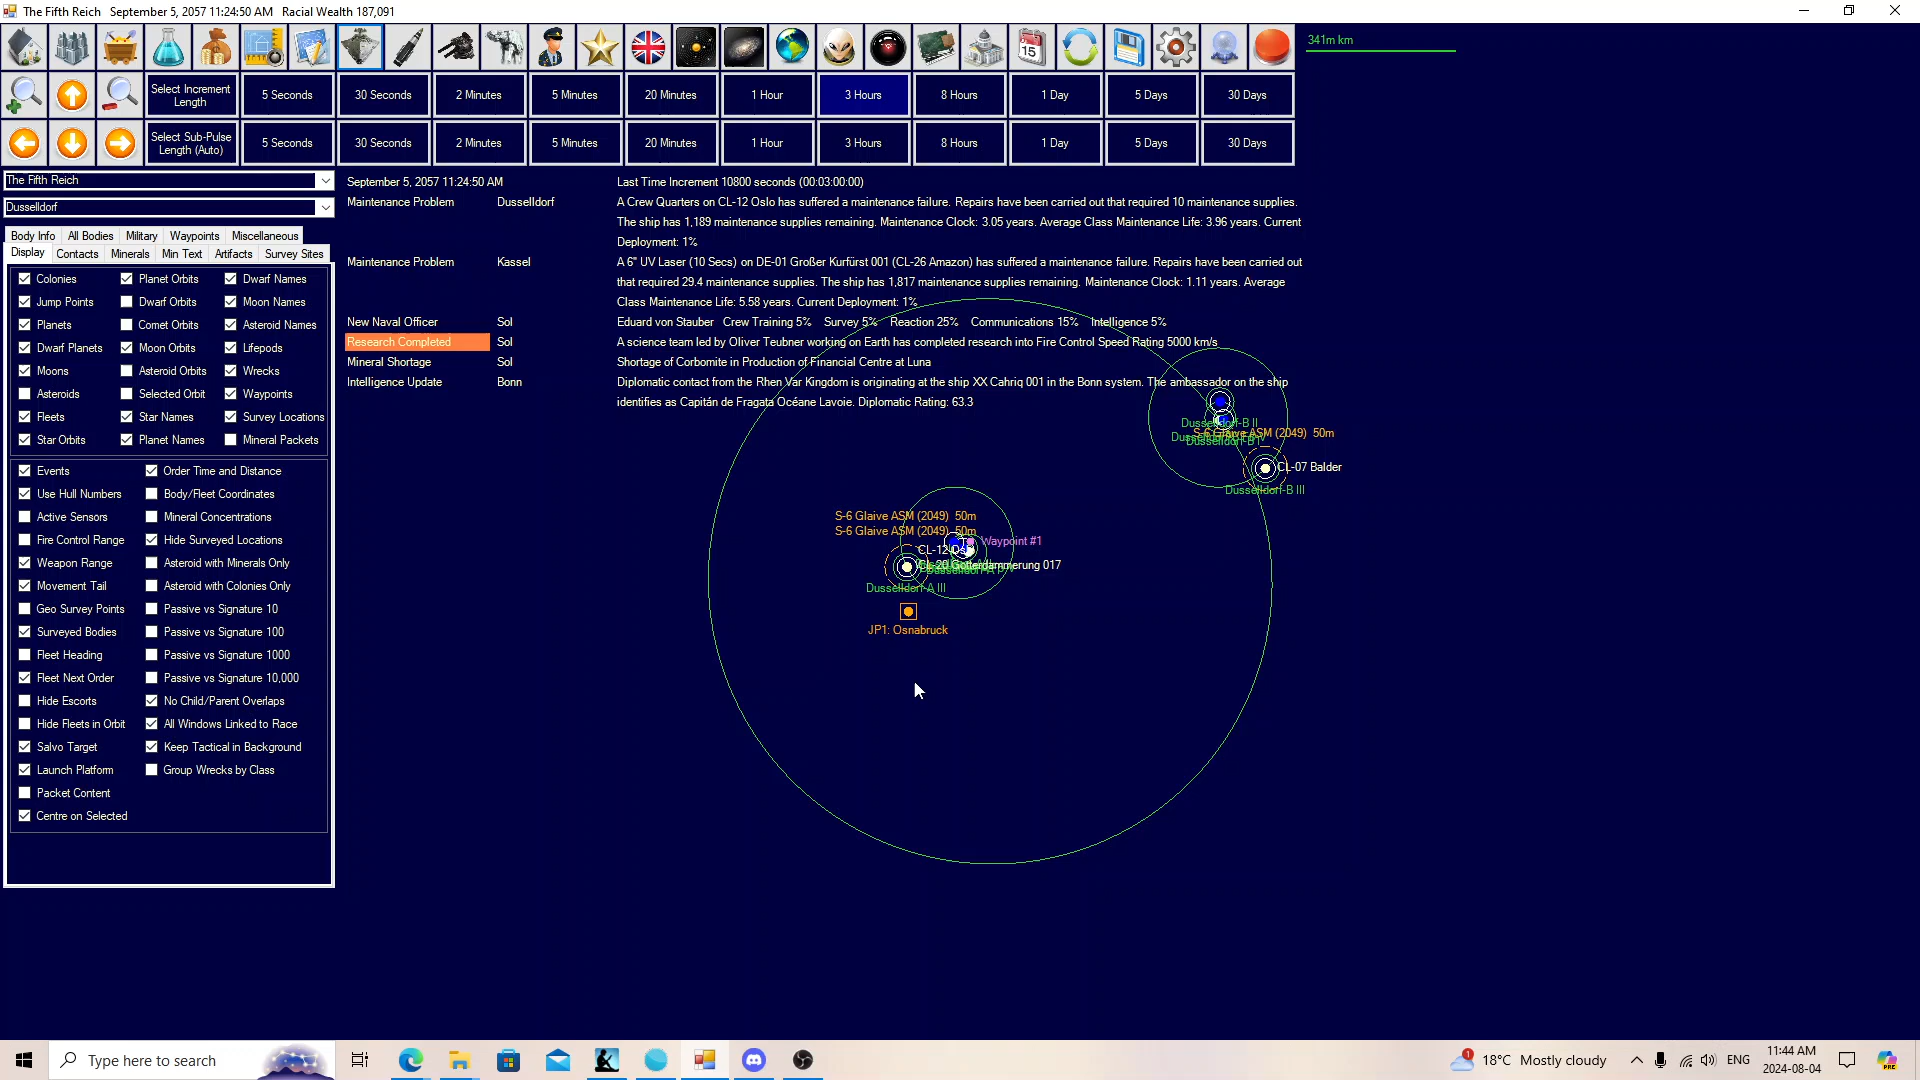 The Fifth Reich   September 5, 2057 11:24:50 AM   Racial Wealth 187,091
15
341m km
Select Increment Length
5 Seconds
30 Seconds
2 Minutes
5 Minutes
20 Minutes
1 Hour
3 Hours
8 Hours
1 Day
5 Days
30 Days
Select Sub-Pulse Length (Auto)
5 Seconds
30 Seconds
2 Minutes
5 Minutes
20 Minutes
1 Hour
3 Hours
8 Hours
1 Day
5 Days
30 Days
The Fifth Reich
Dusselldorf
Body Info   All Bodies   Military   Waypoints   Miscellaneous
Display   Contacts   Minerals   Min Text   Artifacts   Survey Sites
Colonies   Planet Orbits   Dwarf Names
Jump Points   Dwarf Orbits   Moon Names
Planets   Comet Orbits   Asteroid Names
Dwarf Planets   Moon Orbits   Lifepods
Moons   Asteroid Orbits   Wrecks
Asteroids   Selected Orbit   Waypoints
Fleets   Star Names   Survey Locations
Star Orbits   Planet Names   Mineral Packets
Events   Order Time and Distance
Use Hull Numbers   Body/Fleet Coordinates
Active Sensors   Mineral Concentrations
Fire Control Range   Hide Surveyed Locations
Weapon Range   Asteroid with Minerals Only
Movement Tail   Asteroid with Colonies Only
Geo Survey Points   Passive vs Signature 10
Surveyed Bodies   Passive vs Signature 100
Fleet Heading   Passive vs Signature 1000
Fleet Next Order   Passive vs Signature 10,000
Hide Escorts   No Child/Parent Overlaps
Hide Fleets in Orbit   All Windows Linked to Race
Salvo Target   Keep Tactical in Background
Launch Platform   Group Wrecks by Class
Packet Content
Centre on Selected
September 5, 2057 11:24:50 AM   Last Time Increment 10800 seconds (00:03:00:00)
Maintenance Problem   Dusselldorf   A Crew Quarters on CL-12 Oslo has suffered a maintenance failure. Repairs have been carried out that required 10 maintenance supplies.
The ship has 1,189 maintenance supplies remaining. Maintenance Clock: 3.05 years. Average Class Maintenance Life: 3.96 years. Current
Deployment: 1%
Maintenance Problem   Kassel   A 6" UV Laser (10 Secs) on DE-01 Großer Kurfürst 001 (CL-26 Amazon) has suffered a maintenance failure. Repairs have been carried out
that required 29.4 maintenance supplies. The ship has 1,817 maintenance supplies remaining. Maintenance Clock: 1.11 years. Average
Class Maintenance Life: 5.58 years. Current Deployment: 1%
New Naval Officer   Sol   Eduard von Stauber   Crew Training 5%   Survey 5%   Reaction 25%   Communications 15%   Intelligence 5%
Research Completed   Sol   A science team led by Oliver Teubner working on Earth has completed research into Fire Control Speed Rating 5000 km/s
Mineral Shortage   Sol   Shortage of Corbomite in Production of Financial Centre at Luna
Intelligence Update   Bonn   Diplomatic contact from the Rhen Var Kingdom is originating at the ship XX Cahriq 001 in the Bonn system. The ambassador on the ship
identifies as Capitán de Fragata Océane Lavoie. Diplomatic Rating: 63.3
Dusselldorf-B II
S-6 Glaive ASM (2049)  50m
Dusselldorf-B I
CL-07 Balder
Dusselldorf-B III
S-6 Glaive ASM (2049)  50m
S-6 Glaive ASM (2049)  50m
Waypoint #1
CL-12
CL-20 Gotterdammerung 017
Dusselldorf-A III
JP1: Osnabruck
Type here to search
1
18°C  Mostly cloudy
ENG
11:44 AM
2024-08-04
PRE